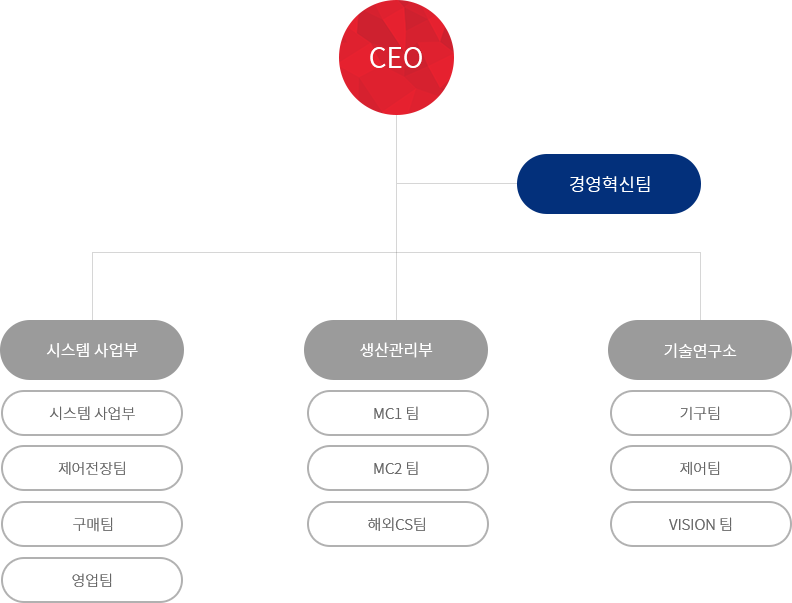 CEO
경영혁신팀
시스템 사업부
생산관리부
기술연구소
시스템 사업부
MC1 팀
기구팀
제어전장팀
MC2 팀
제어팀
구매팀
해외CS팀
VISION 팀
영업팀